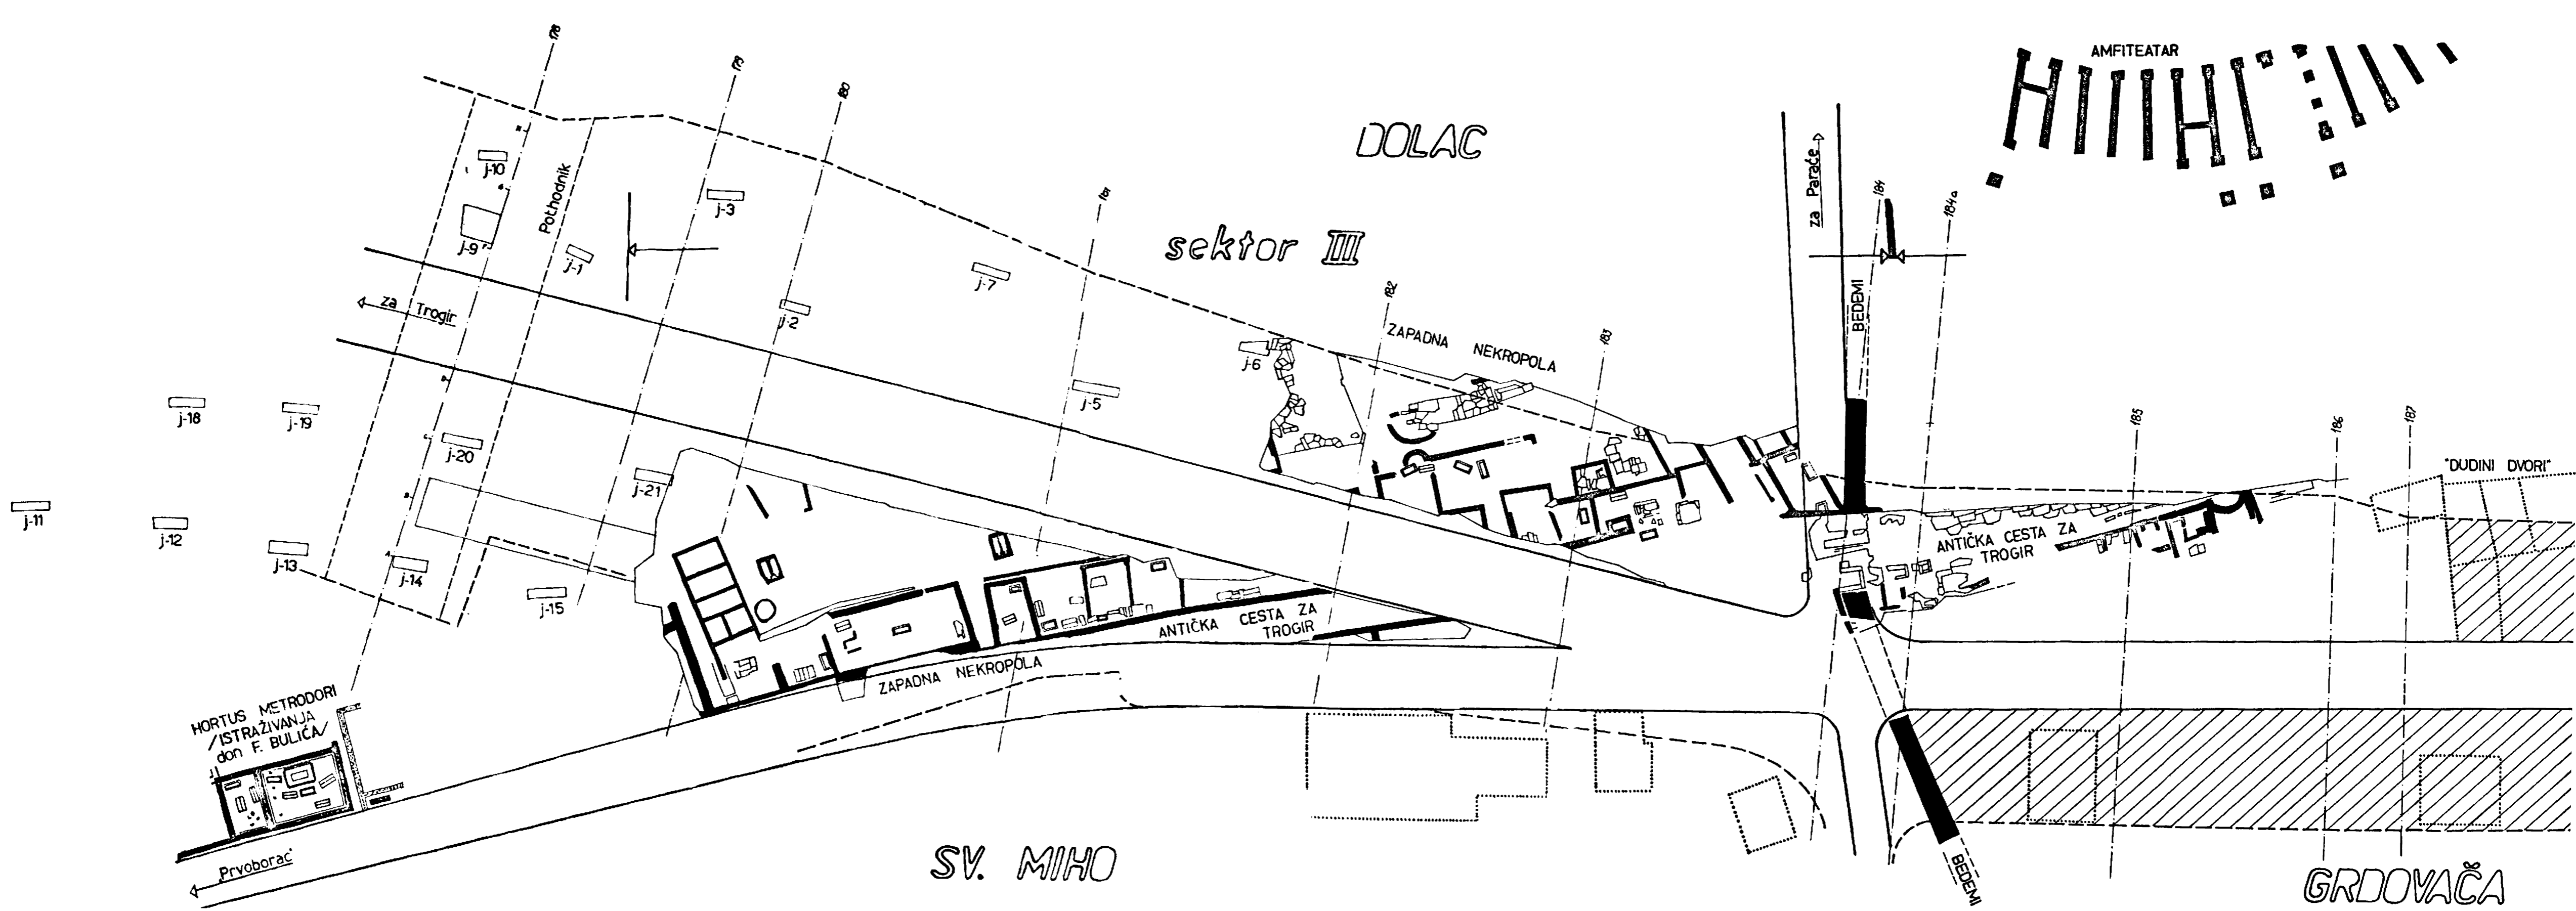 AMFITEATAR
178
179
180
DOLAC
j-10
Pothodnik
za Parače
184
184a
j-3
181
j-9
j-1
sektor III
j-7
182
BEDEMI
za Trogir
j-2
ZAPADNA NEKROPOLA
183
j-6
j-5
j-18
j-19
185
186
187
j-20
"DUDINI DVORI"
j-21
j-11
j-12
j-13
j-14
j-15
ANTIČKA CESTA ZA
TROGIR
ANTIČKA CESTA ZA
TROGIR
ZAPADNA NEKROPOLA
HORTUS METRODORI
/ISTRAŽIVANJA
don F. BULIĆA/
"Prvoborac"
SV. MIHO
BEDEMI
GRDOVAČA